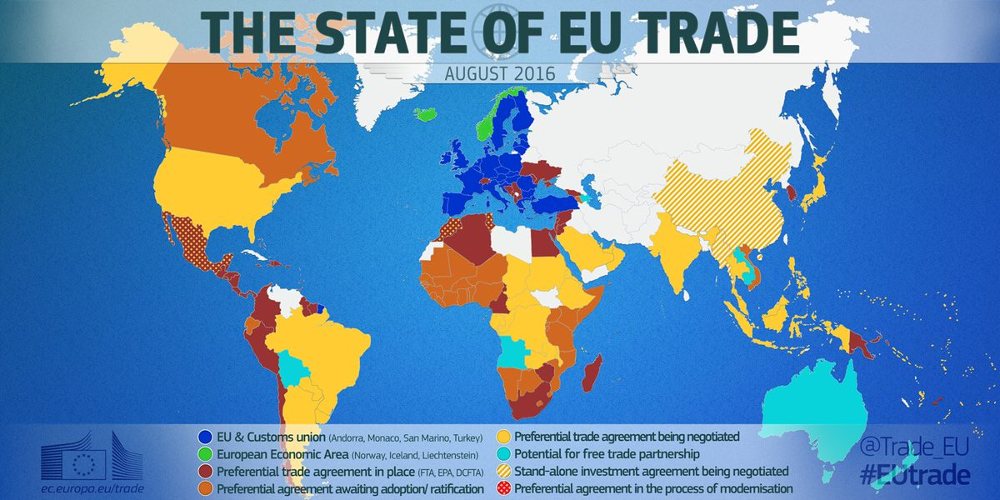 THE STATE OF EU TRADE
AUGUST 2016
EU & Customs union (Andorra, Monaco, San Marino, Turkey)
European Economic Area (Norway, Iceland, Liechtenstein)
Preferential trade agreement in place (FTA, EPA, DCFTA)
Preferential agreement awaiting adoption/ ratification
Preferential trade agreement being negotiated
Potential for free trade partnership
Stand-alone investment agreement being negotiated
Preferential agreement in the process of modernisation
ec.europa.eu/trade
@Trade_EU
#EUtrade